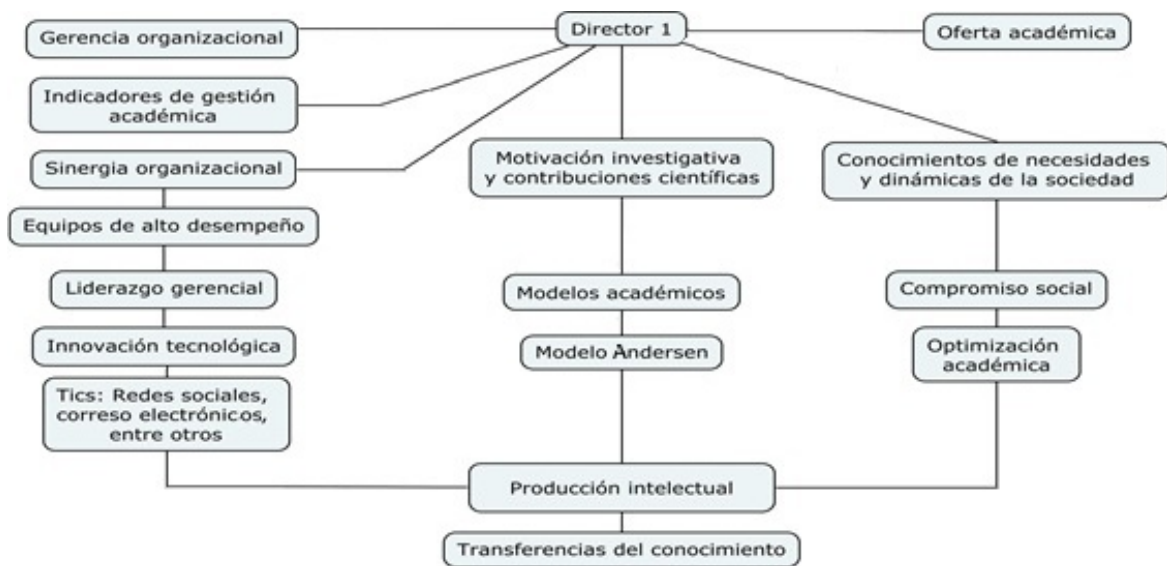 Director 1
Gerencia organizacional
Oferta académica
Indicadores de gestión
académica
Sinergia organizacional
Motivación investigativa
y contribuciones científicas
Conocimientos de necesidades
y dinámicas de la sociedad
Equipos de alto desempeño
Liderazgo gerencial
Modelos académicos
Compromiso social
Innovación tecnológica
Modelo Andersen
Optimización
académica
Tics: Redes sociales,
correso electrónicos,
entre otros
Producción intelectual
Transferencias del conocimiento